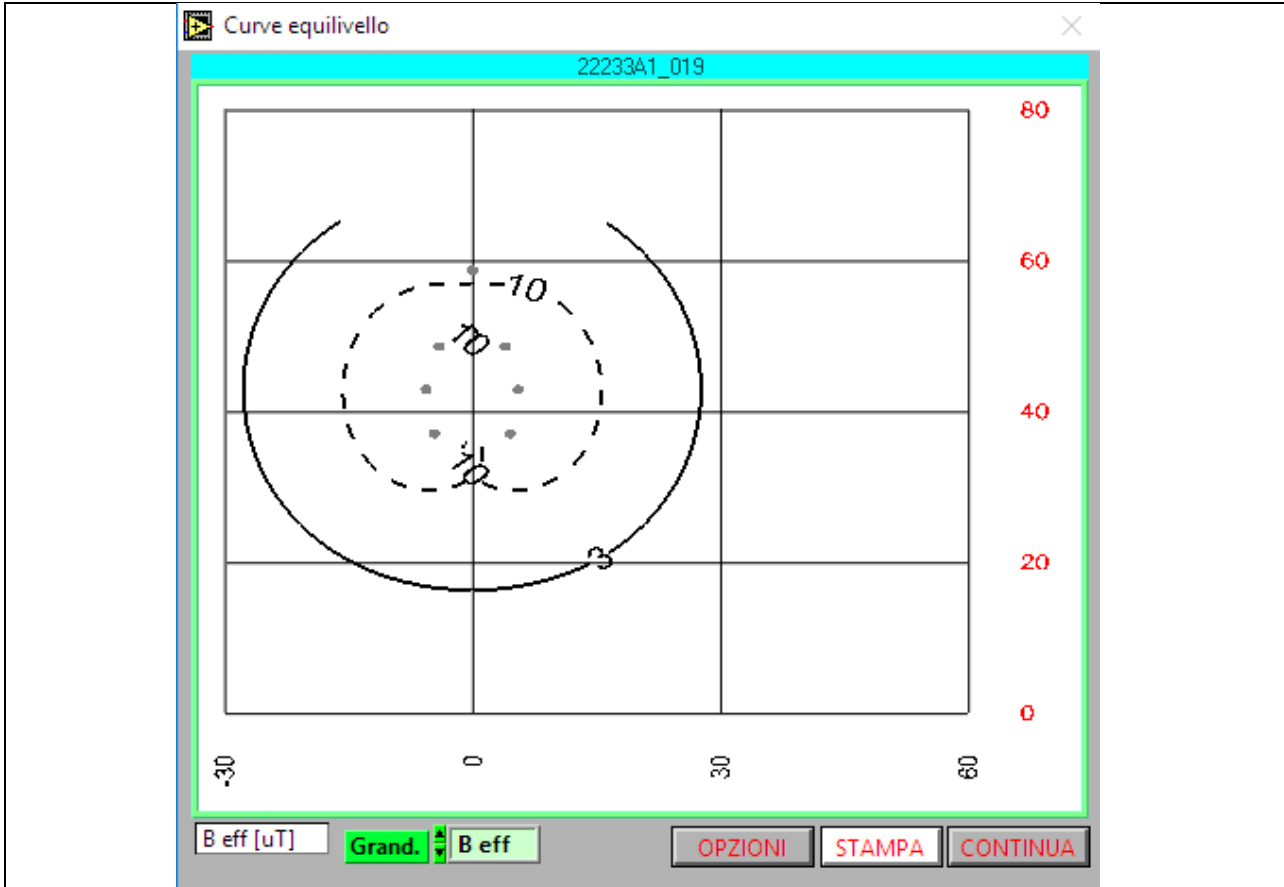 Curve equilivello
22233A1_019
80
60
10
10
40
10
20
3
0
-30 0 30 60
B eff [uT] Grand. B eff OPZIONI STAMPA CONTINUA